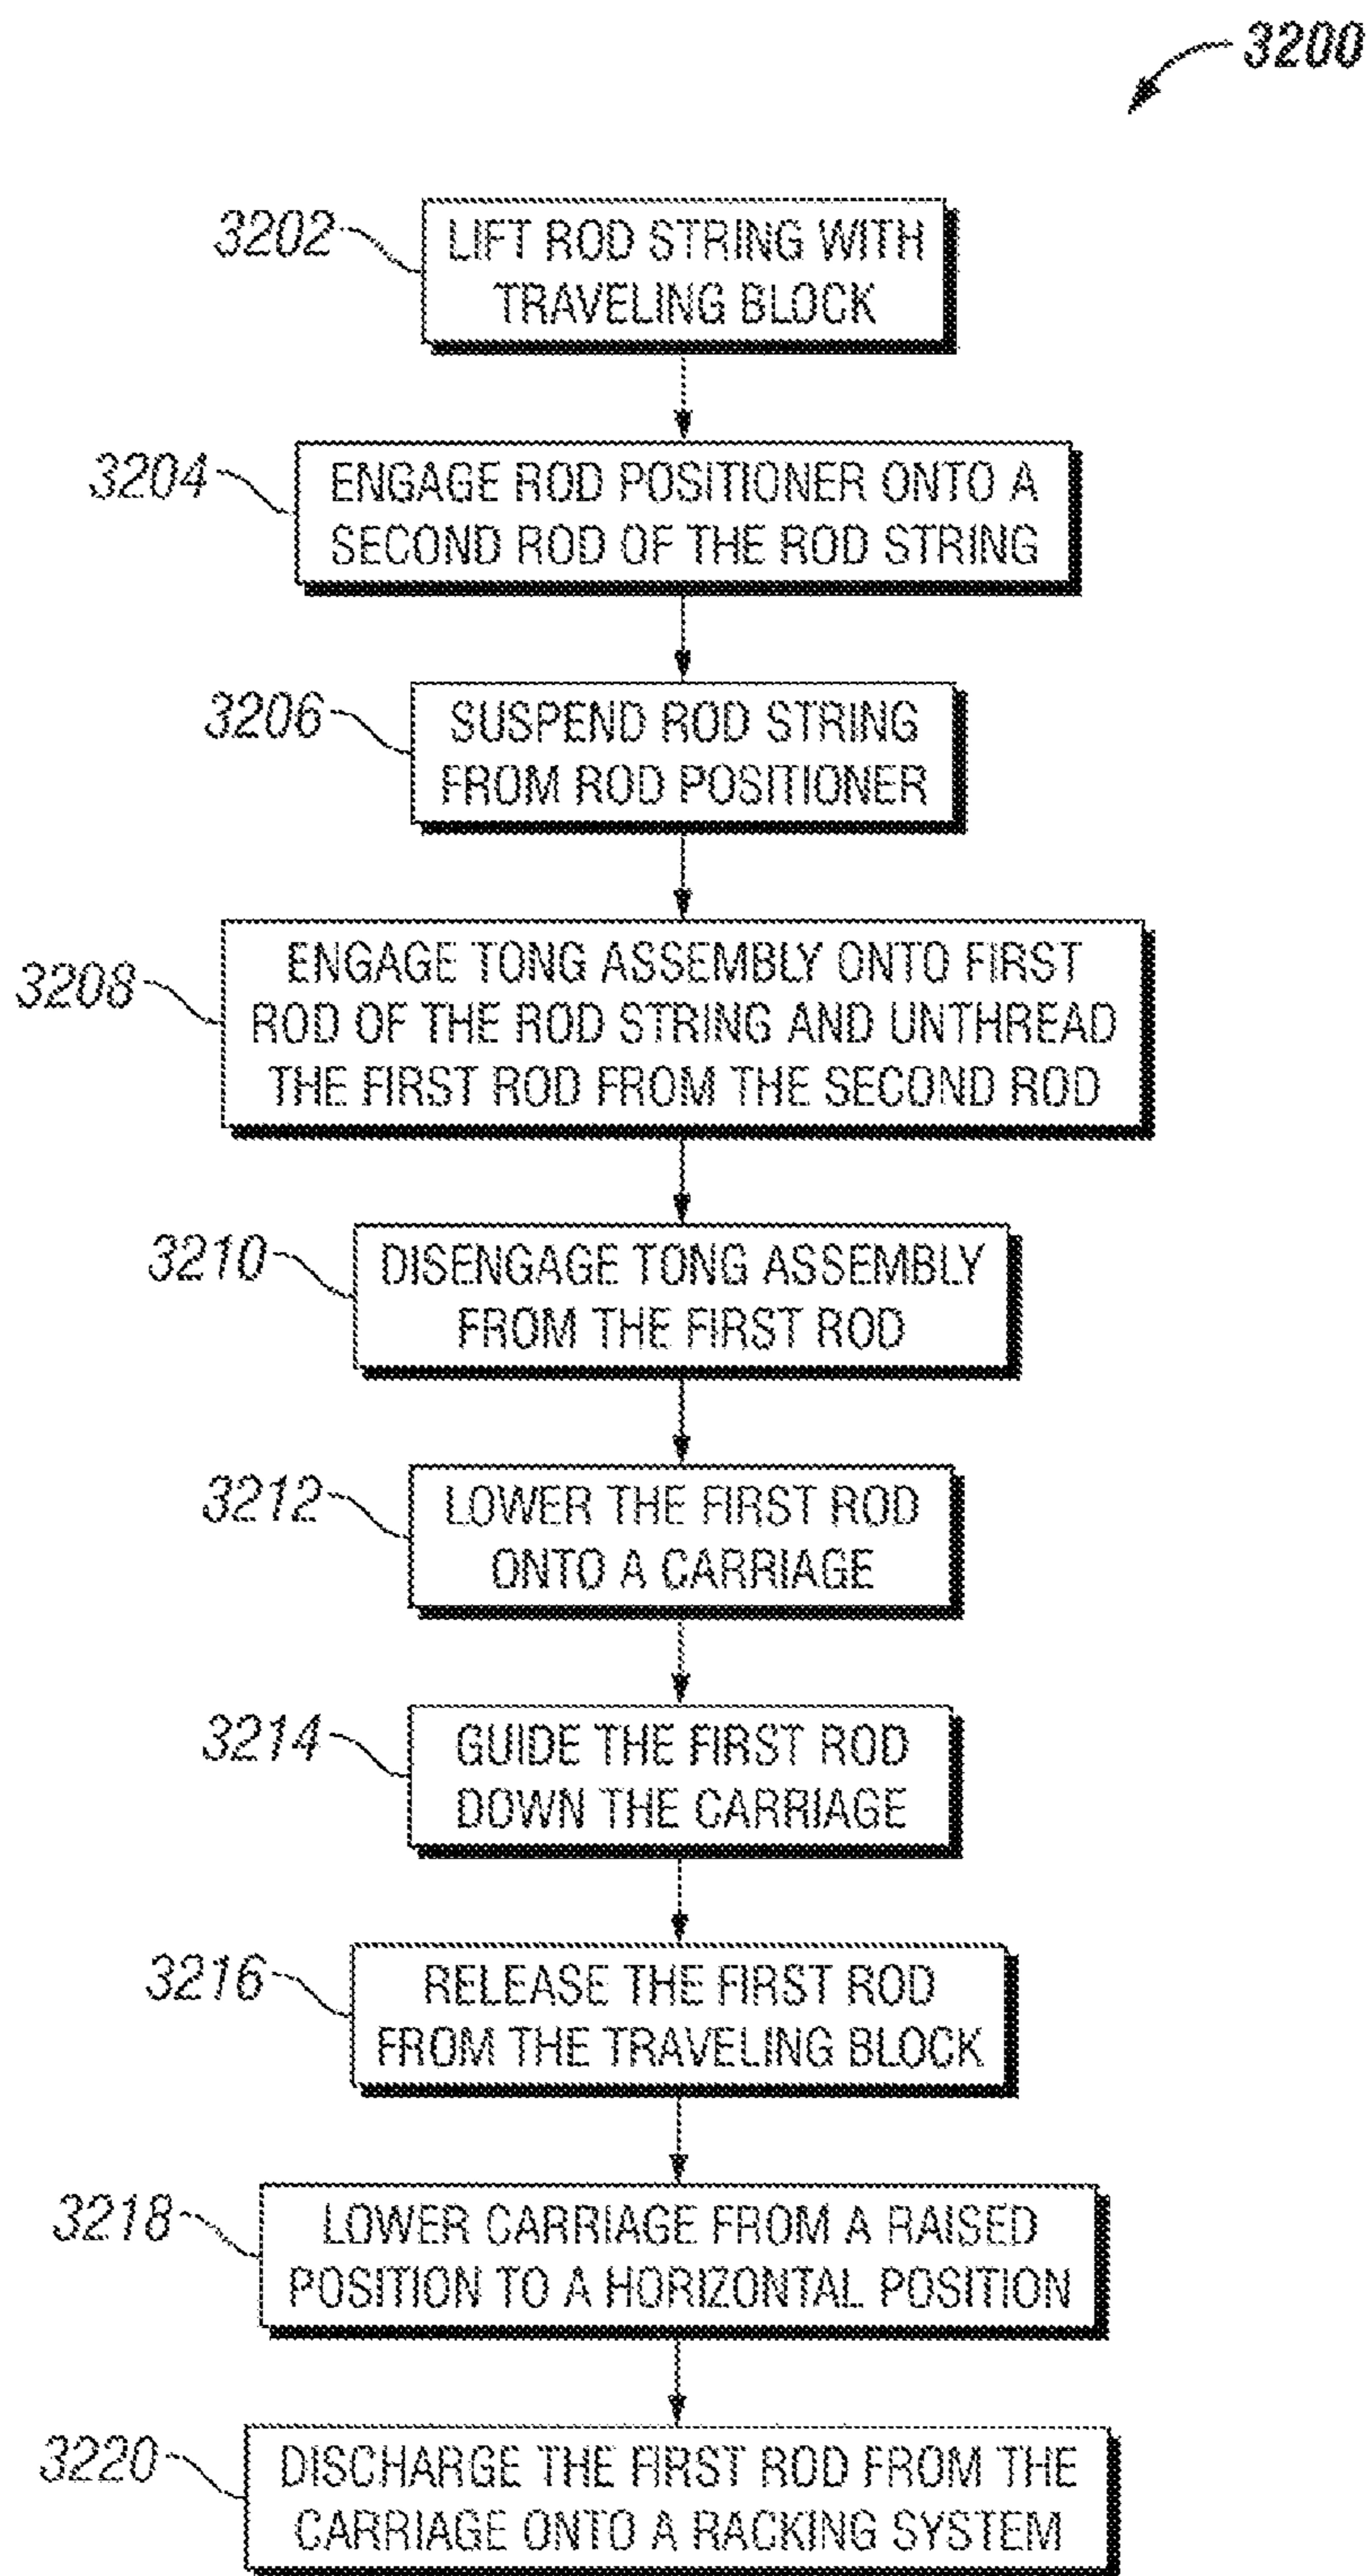 3200
3202
LIFT ROD STRING WITH
TRAVELING BLOCK
3204
ENGAGE ROD POSITIONER ONTO A
SECOND ROD OF THE ROD STRING
3206
SUSPEND ROD STRING
FROM ROD POSITIONER
3208
ENGAGE TONG ASSEMBLY ONTO FIRST
ROD OF THE ROD STRING AND UNTHREAD
THE FIRST ROD FROM THE SECOND ROD
3210
DISENGAGE TONG ASSEMBLY
FROM THE FIRST ROD
3212
LOWER THE FIRST ROD
ONTO A CARRIAGE
3214
GUIDE THE FIRST ROD
DOWN THE CARRIAGE
3216
RELEASE THE FIRST ROD
FROM THE TRAVELING BLOCK
3218
LOWER CARRIAGE FROM A RAISED
POSITION TO A HORIZONTAL POSITION
3220
DISCHARGE THE FIRST ROD FROM THE
CARRIAGE ONTO A RACKING SYSTEM